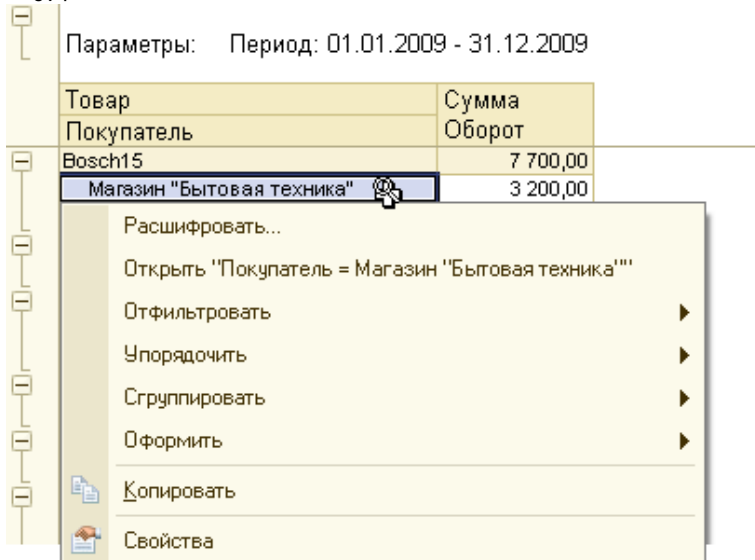 Параметры: Период: 01.01.2009 - 31.12.2009
Товар Сумма
Покупатель Оборот
Bosch15 7 700,00
Магазин "Бытовая техника" 3 200,00
Расшифровать...
Открыть "Покупатель = Магазин "Бытовая техника""
Отфильтровать
Упорядочить
Сгруппировать
Оформить
Копировать
Свойства